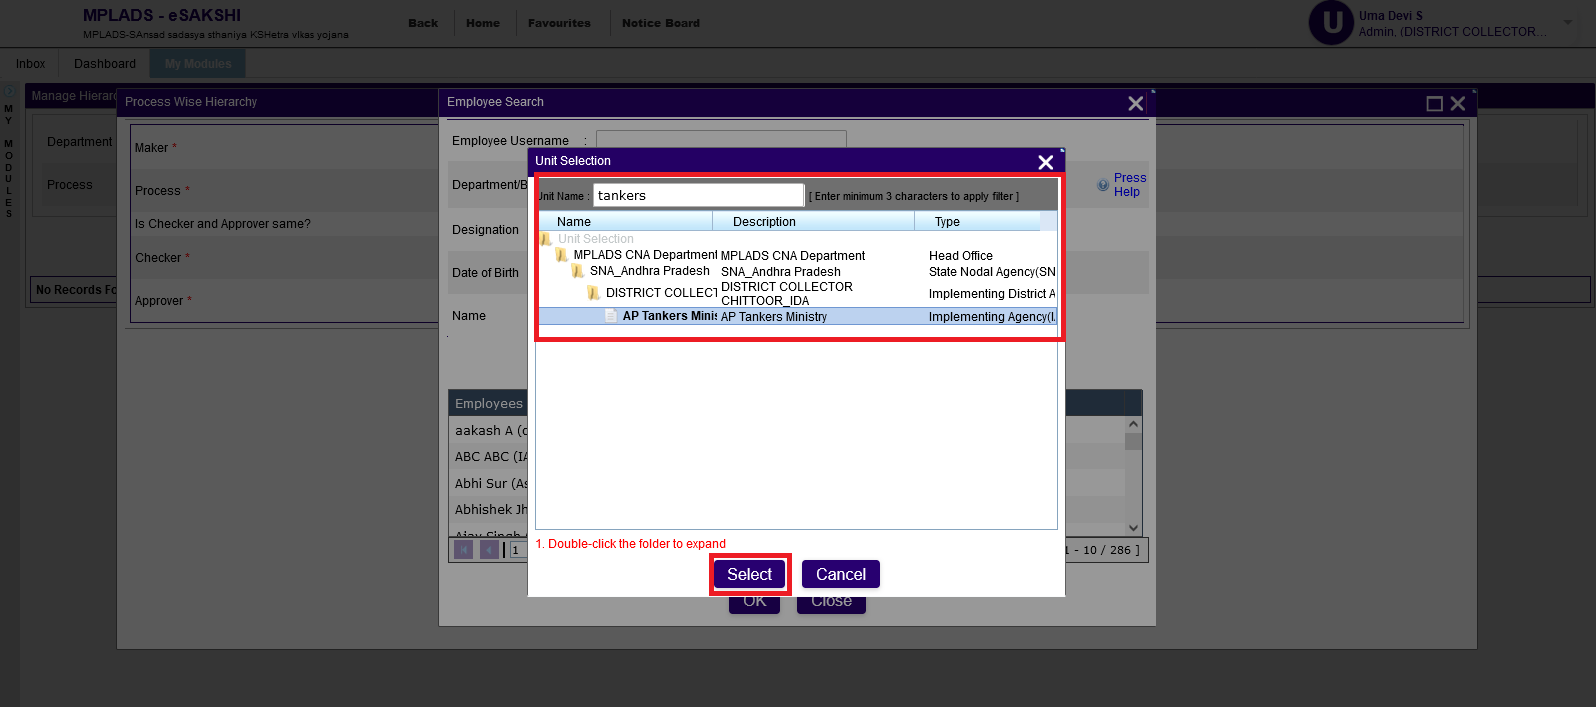 MPLADS - eSAKSHI
MPLADS-SAnsad sadasya sthaniya KSHetra vIkas yojana
Back
Home
Favourites
Notice Board
U
Uma Devi S
Admin, (DISTRICT COLLECTOR...
Inbox
Dashboard
My Modules
MY MODULES
Manage Hierarc
Process Wise Hierarchy
Employee Search
Department
Process
Maker *
Process *
Is Checker and Approver same?
Checker *
Approver *
No Records Fo
Employee Username :
Department/B
Designation
Date of Birth
Name
Press
Help
Unit Selection
Unit Name :
tankers
[ Enter minimum 3 characters to apply filter ]
Name Description Type
Unit Selection
MPLADS CNA Department MPLADS CNA Department Head Office
SNA_Andhra Pradesh SNA_Andhra Pradesh State Nodal Agency(SN
DISTRICT COLLECT DISTRICT COLLECTOR CHITTOOR_IDA Implementing District A
AP Tankers Minis AP Tankers Ministry Implementing Agency(I
Employees
aakash A (
ABC ABC (IA
Abhi Sur (As
Abhishek Jh
Ajay Singh
1
1 - 10 / 286 ]
1. Double-click the folder to expand
Select
Cancel
OK
Close